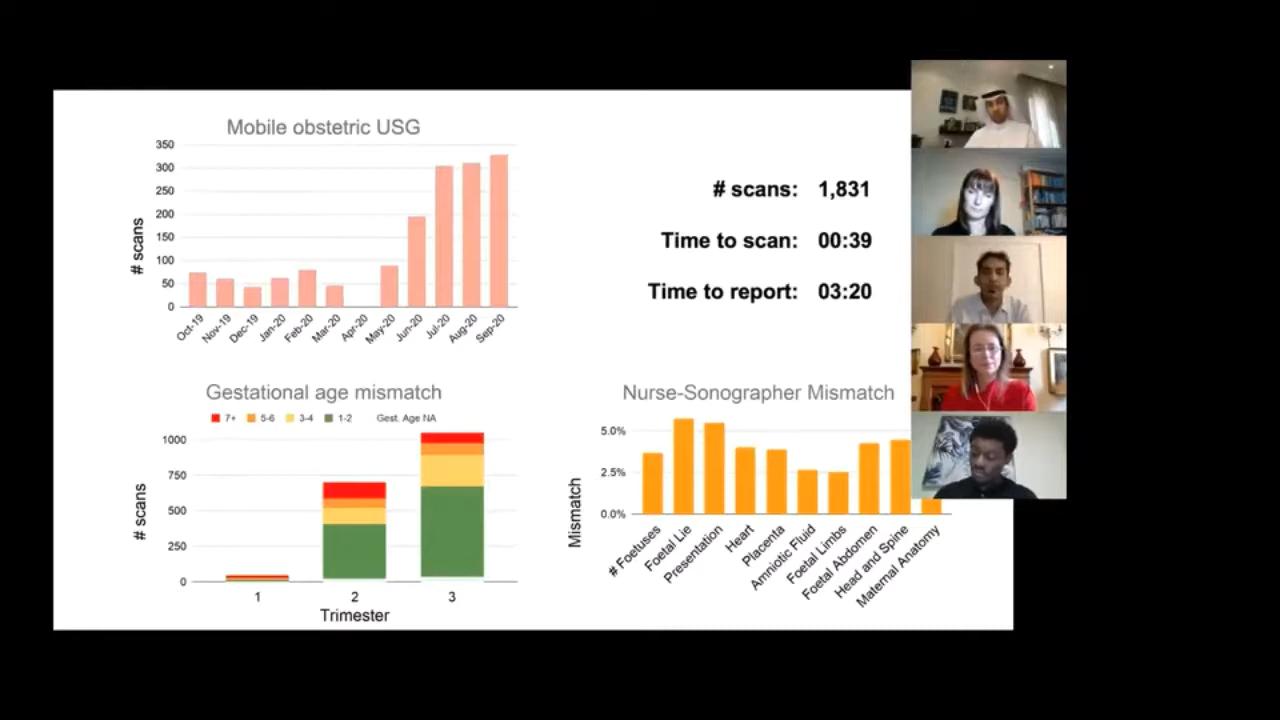 Mobile obstetric USG
350
300
250
200
150
100
50
0
# scans
Oct-19
Nov-19
Dec-19
Jan-20
Feb-20
Mar-20
Apr-20
May-20
Jun-20
Jul-20
Aug-20
Sep-20
# scans: 1,831
Time to scan: 00:39
Time to report: 03:20
Gestational age mismatch
7+ 5-6 3-4 1-2 Gest. Age NA
1000
750
500
250
0
# scans
1 2 3
Trimester
Nurse-Sonographer Mismatch
5.0%
2.5%
0.0%
Mismatch
# Foetuses
Foetal Lie
Presentation
Heart
Placenta
Amniotic Fluid
Foetal Limbs
Foetal Abdomen
Head and Spine
Maternal Anatomy